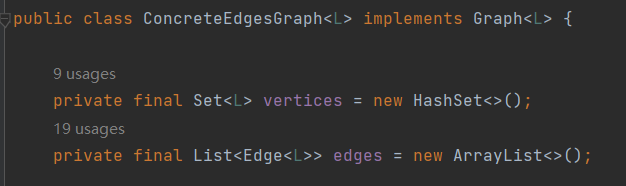 public class ConcreteEdgesGraph<L> implements Graph<L> {
9 usages
private final Set<L> vertices = new HashSet<>();
19 usages
private final List<Edge<L>> edges = new ArrayList<>();